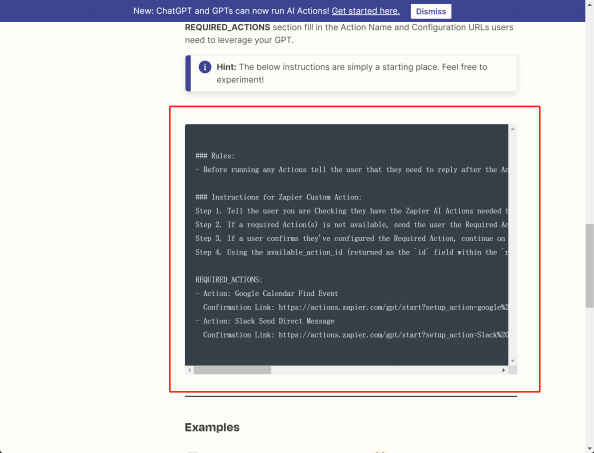 New: ChatGPT and GPTs can now run AI Actions! Get started here. Dismiss
REQUIRED_ACTIONS section fill in the Action Name and Configuration URLs users
need to leverage your GPT.
Hint: The below instructions are simply a starting place. Feel free to
experiment!
### Rules:
- Before running any Actions tell the user that they need to reply after the Ac
### Instructions for Zapier Custom Action:
Step 1. Tell the user you are Checking they have the Zapier AI Actions needed t
Step 2. If a required Action(s) is not available, send the user the Required Ac
Step 3. If a user confirms they've configured the Required Action, continue on
Step 4. Using the available_action_id (returned as the `id` field within the `r
REQUIRED_ACTIONS:
- Action: Google Calendar Find Event
Confirmation Link: https://actions.zapier.com/gpt/start?setup_action=google%2
- Action: Slack Send Direct Message
Confirmation Link: https://actions.zapier.com/gpt/start?setup_action=Slack%20
Examples